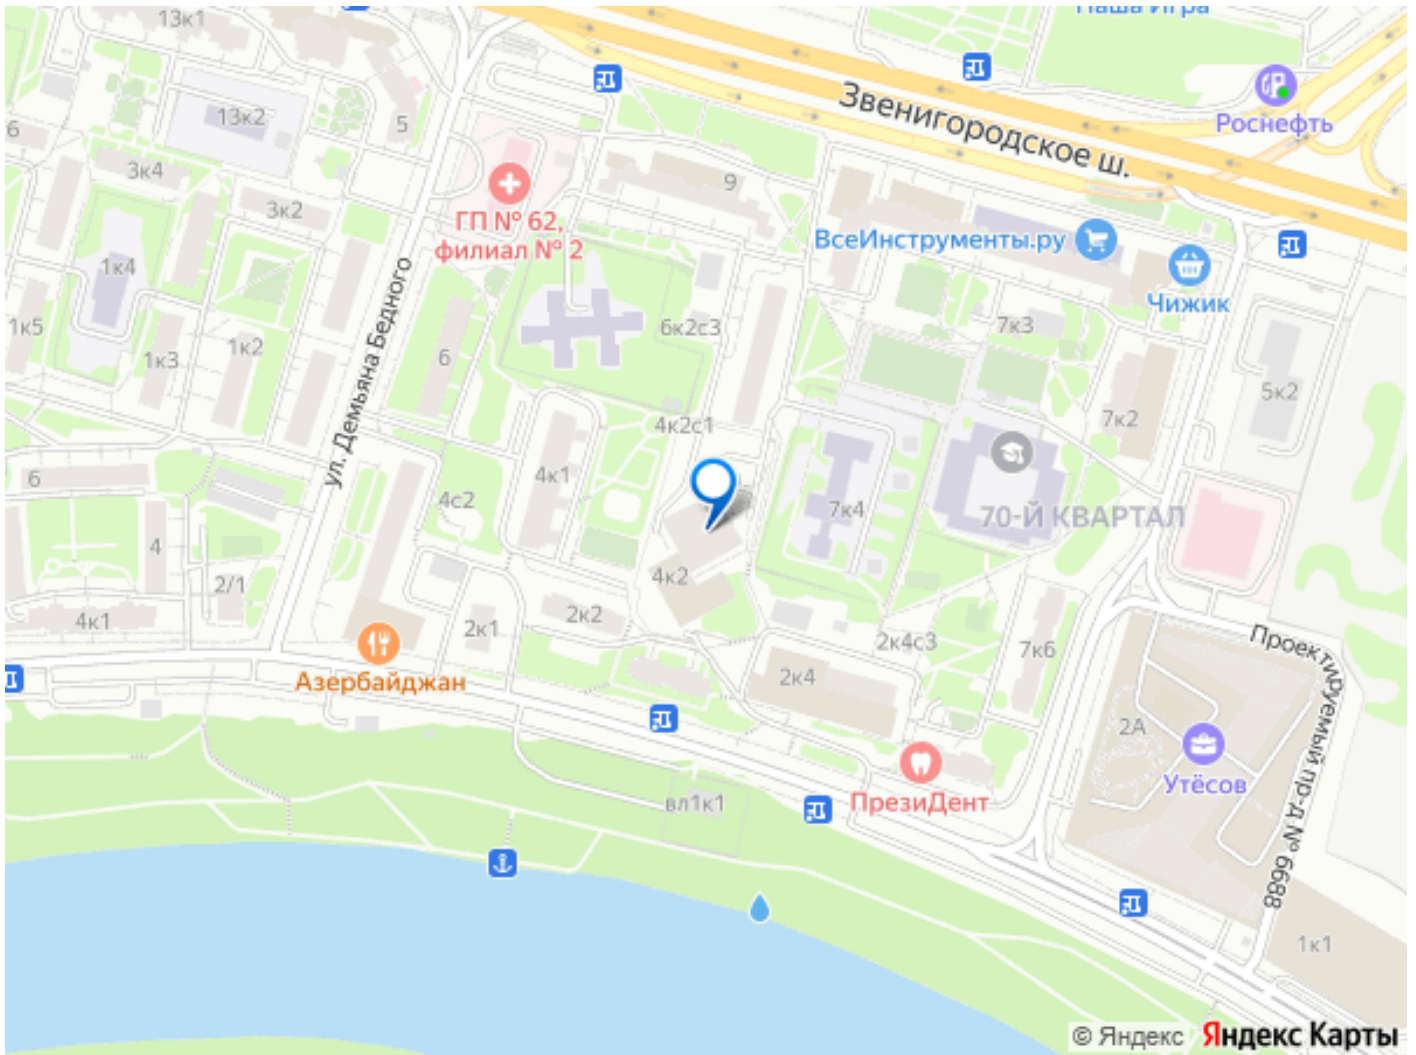 13к1
Наша Игра
Роснефть
Звенигородское ш.
13к2
5
6
3к4
9
3к2
ГП № 62,
филиал № 2
ВсеИнструменты.ру
Чижик
1к4
ул. Демьяна Бедного
1к5
1к2
1к3
6
6к2с3
7к3
5к2
7к2
4к2с1
6
4к1
4с2
7к4
70-Й КВАРТАЛ
4
2/1
4к2
4к1
2к1
2к2
2к4с3
7к6
Проектируемый пр-д № 6688
Азербайджан
2к4
2А
Утёсов
ПрезиДент
вл1к1
1к1
© Яндекс Яндекс Карты